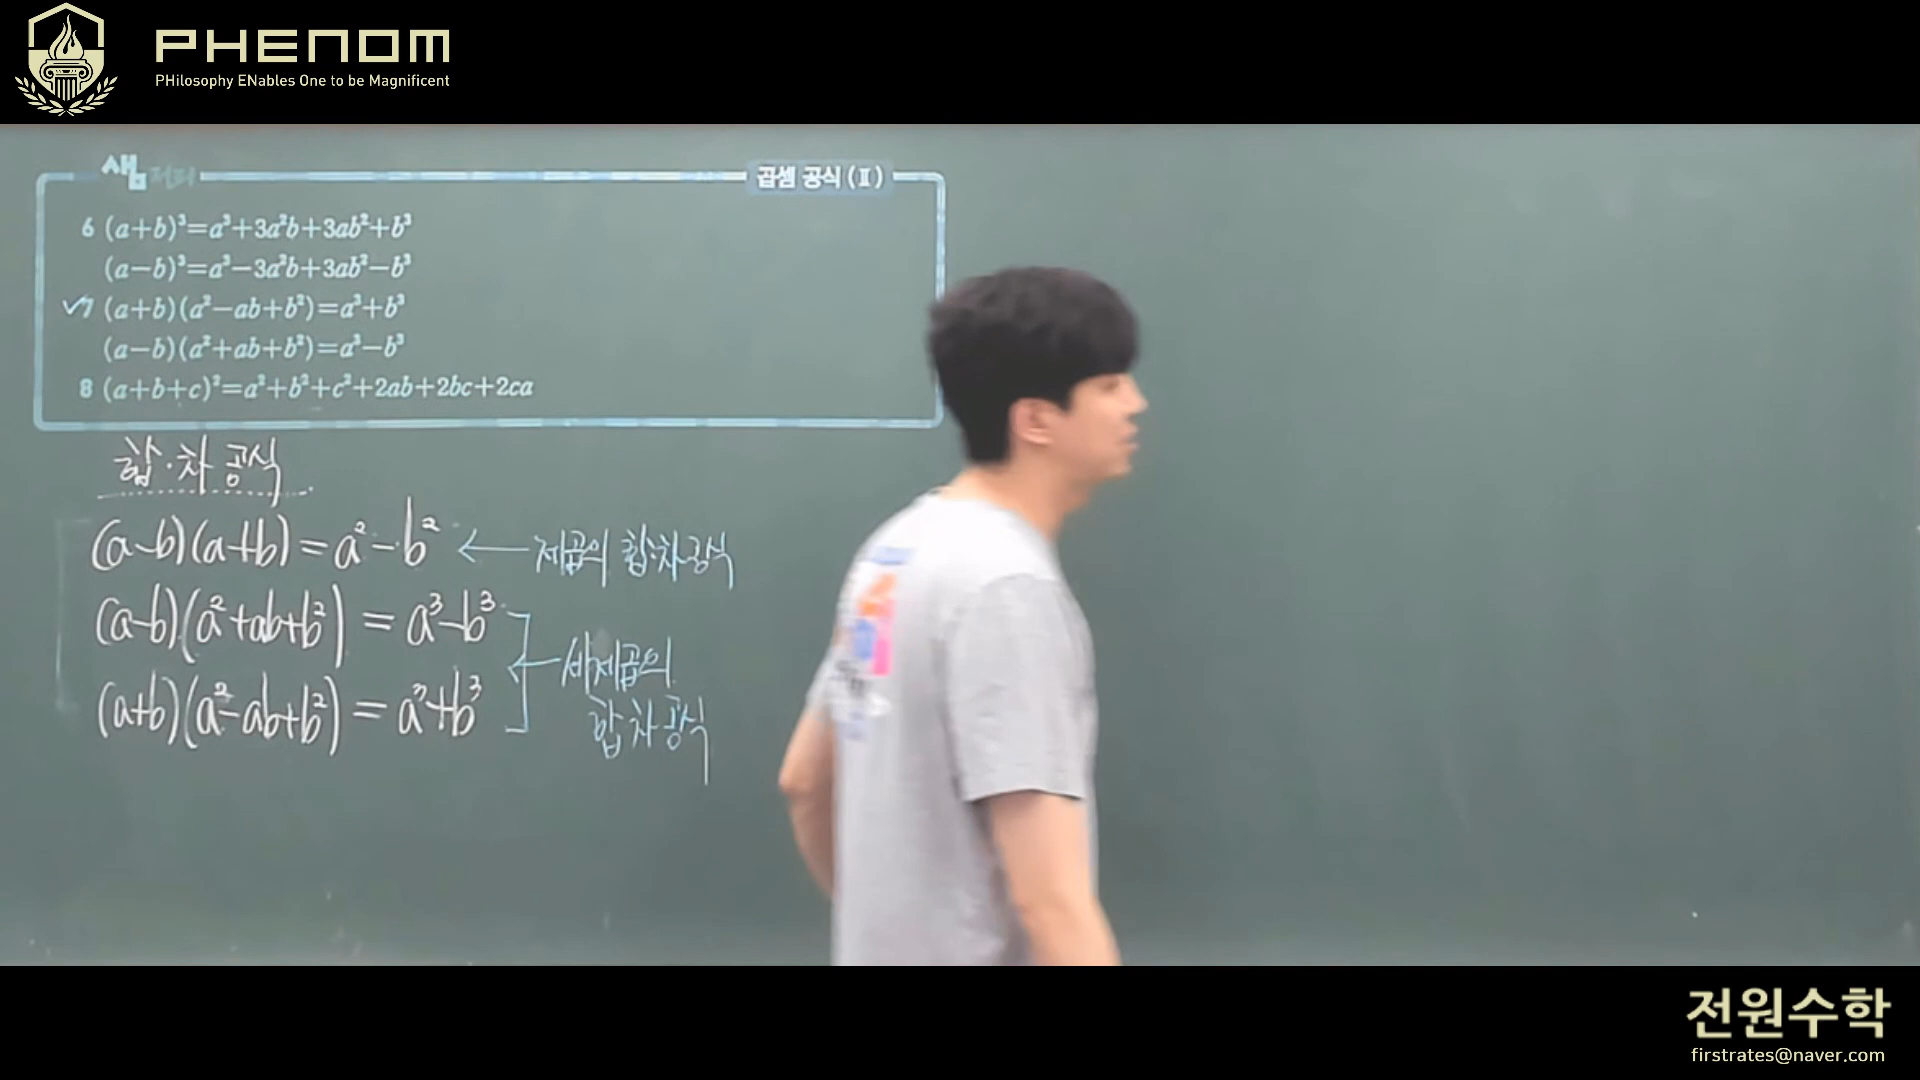 PHENOM
PHilosophy ENables One to be Magnificent
샘
곱셈 공식 (Ⅱ)
6 (a+b)³=a³+3a²b+3ab²+b³
(a−b)³=a³−3a²b+3ab²−b³
✓7 (a+b)(a²−ab+b²)=a³+b³
(a−b)(a²+ab+b²)=a³−b³
8 (a+b+c)²=a²+b²+c²+2ab+2bc+2ca
합·차 공식
(a−b)(a+b) = a²−b² ← 제곱의 합·차공식
(a−b)(a²+ab+b²) = a³−b³
(a+b)(a²−ab+b²) = a³+b³
세제곱의
합 차 공식
전원수학
firstrates@naver.com